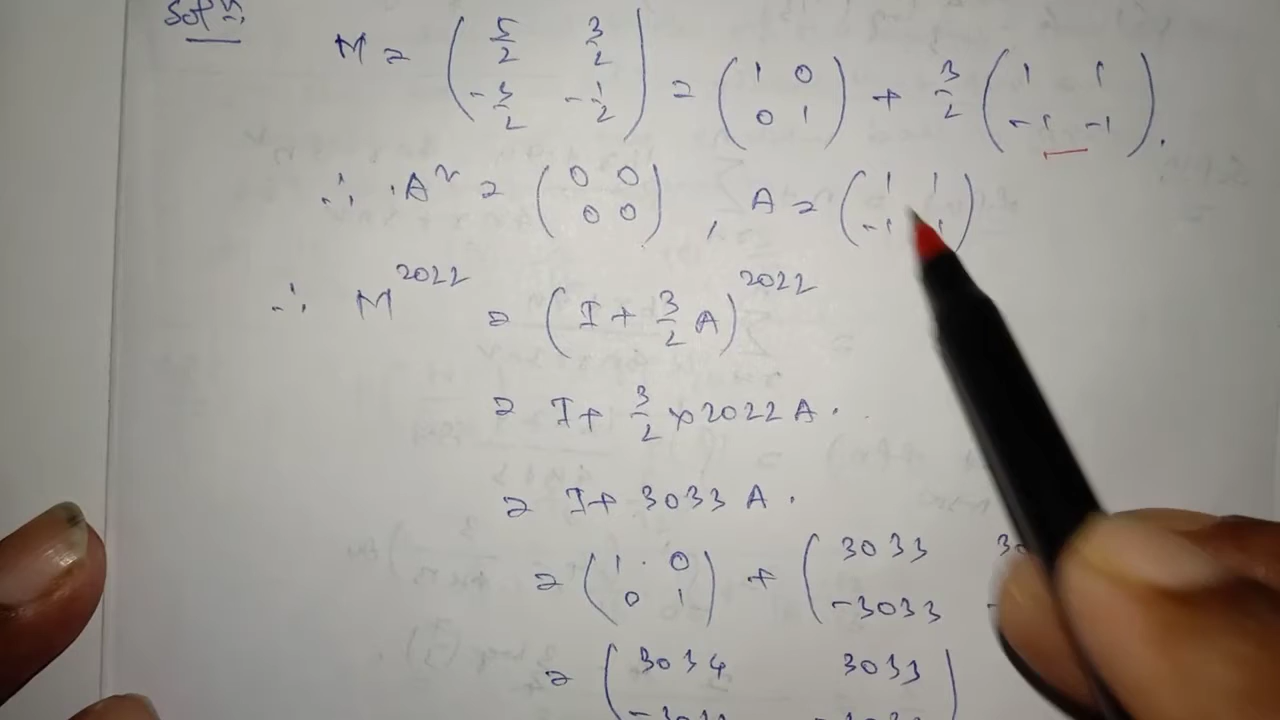 Sol^n :
M = ( 5/2 3/2 -3/2 -1/2 ) = ( 1 0 0 1 ) + 3/2 ( 1 1 -1 -1 ).
∴ A² = ( 0 0 0 0 ) , A = ( 1 1 -1 1 )
∴ M^2022 = ( I + 3/2 A )^2022
= I + 3/2 × 2022 A .
= I + 3033 A .
= ( 1 0 0 1 ) + ( 3033 -3033
= ( 3034 3033